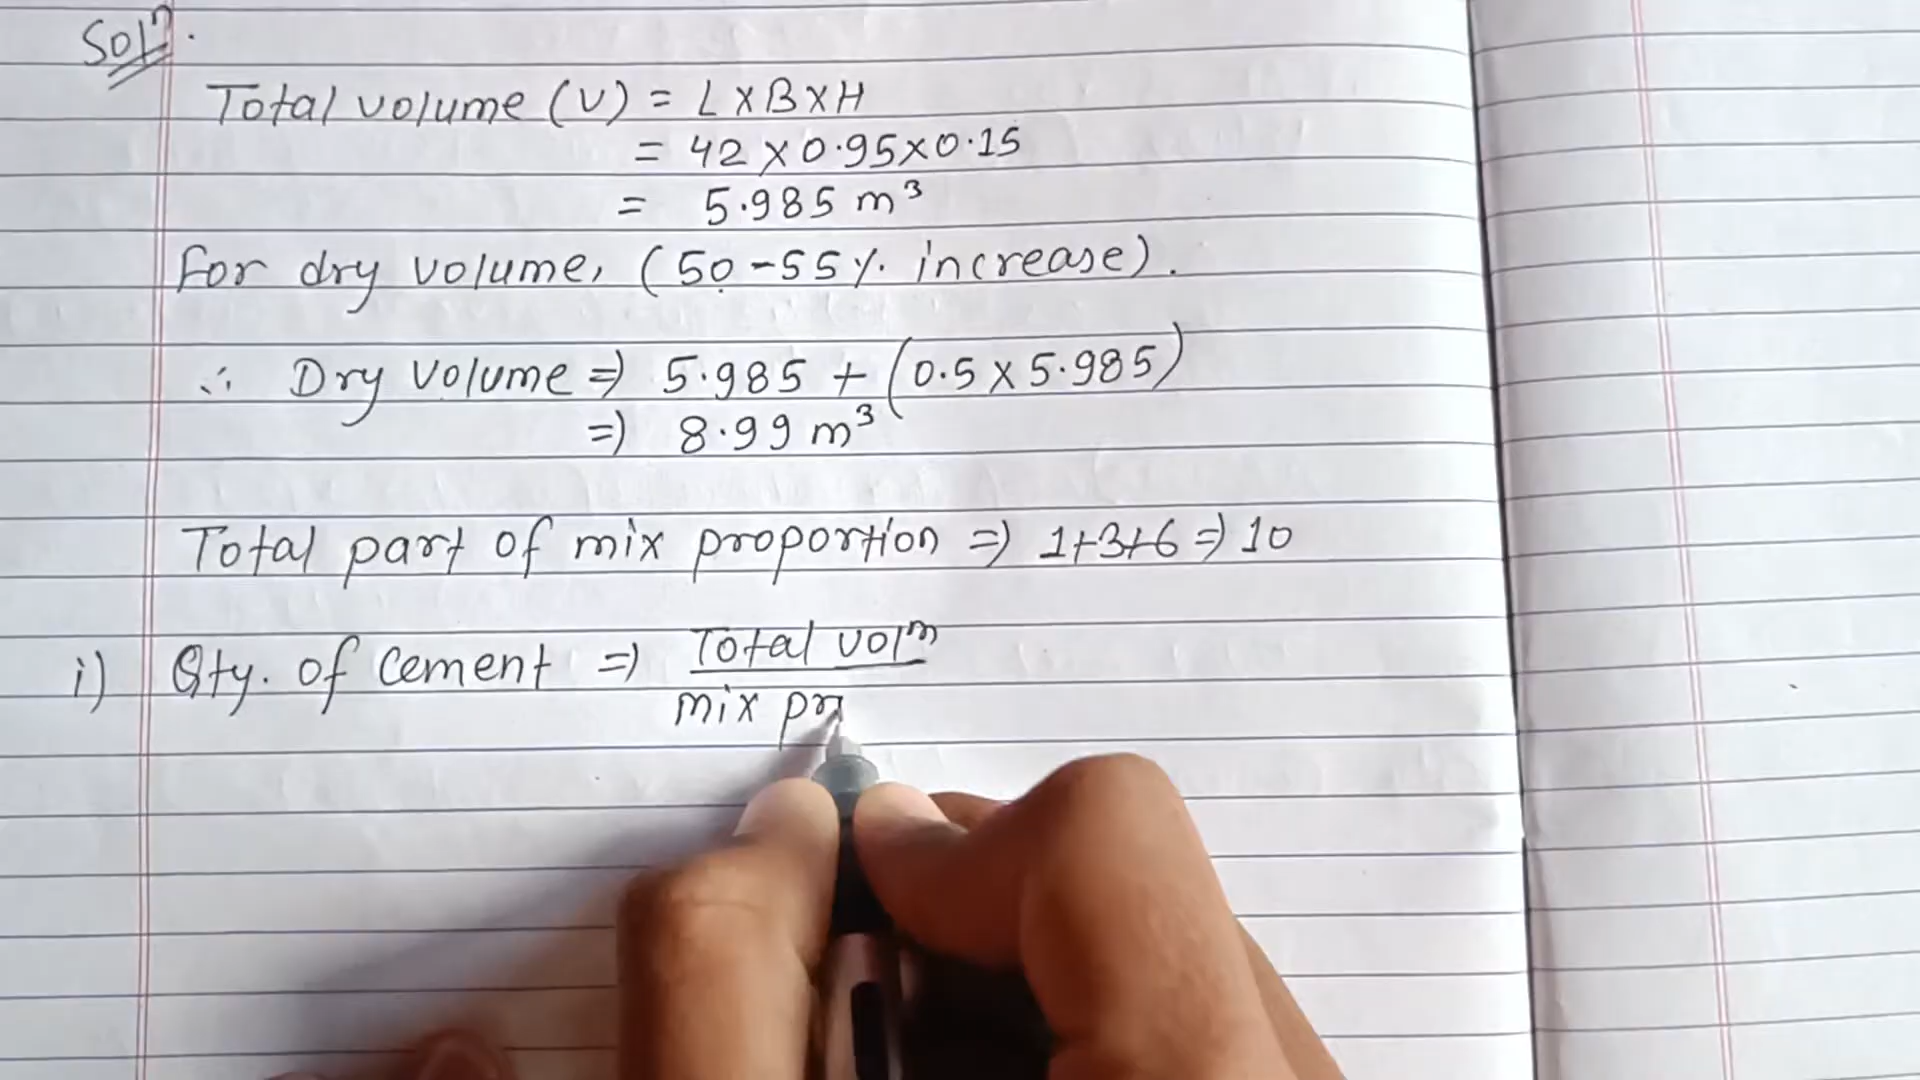 Solⁿ.
Total volume (V) = L×B×H
= 42 × 0.95×0.15
= 5.985 m³
For dry volume, (50-55%. increase).
∴ Dry volume ⇒ 5.985 + (0.5 × 5.985)
⇒ 8.99 m³
Total part of mix proportion ⇒ 1+3+6 ⇒ 10
i) Qty. of cement ⇒ Total volᵐ
mix pr